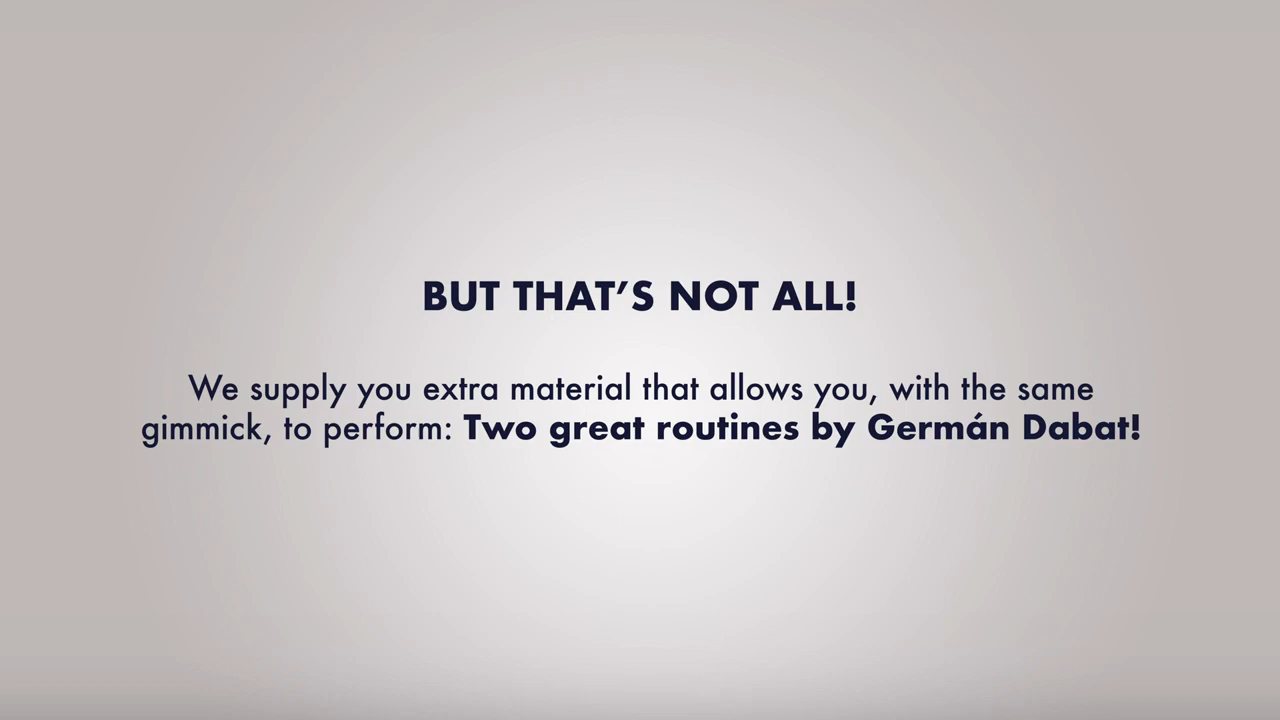 BUT THAT’S NOT ALL!
We supply you extra material that allows you, with the same
gimmick, to perform: Two great routines by Germán Dabat!